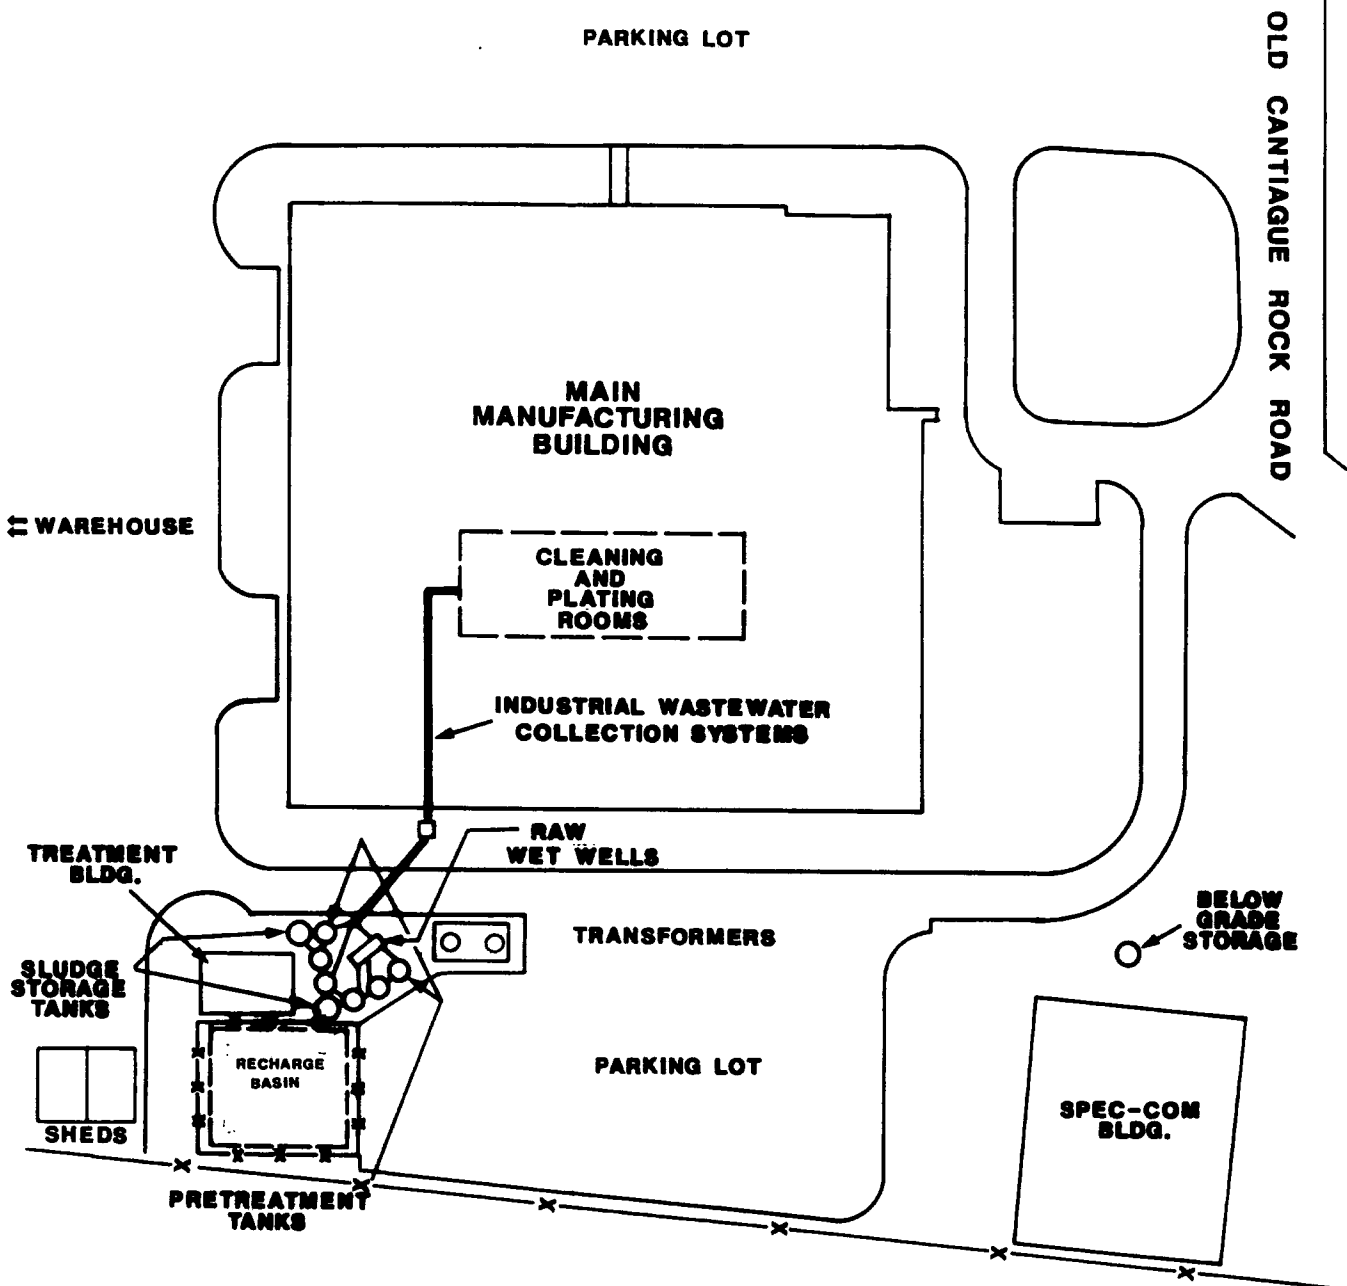 PARKING LOT
OLD CANTIAGUE ROCK ROAD
MAIN
MANUFACTURING
BUILDING
WAREHOUSE
CLEANING
AND
PLATING
ROOMS
INDUSTRIAL WASTEWATER
COLLECTION SYSTEMS
RAW
WET WELLS
TREATMENT
BLDG.
BELOW
GRADE
STORAGE
TRANSFORMERS
SLUDGE
STORAGE
TANKS
RECHARGE
BASIN
PARKING LOT
SPEC-COM
BLDG.
SHEDS
PRETREATMENT
TANKS